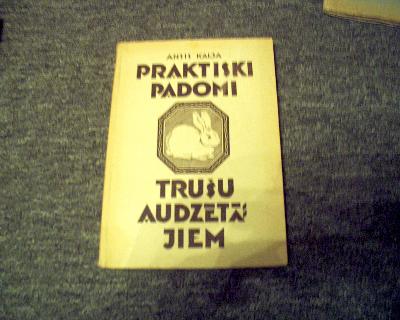 PRAKTISKI
PADOMI
TRUŠU
AUDZĒTĀ-
JIEM